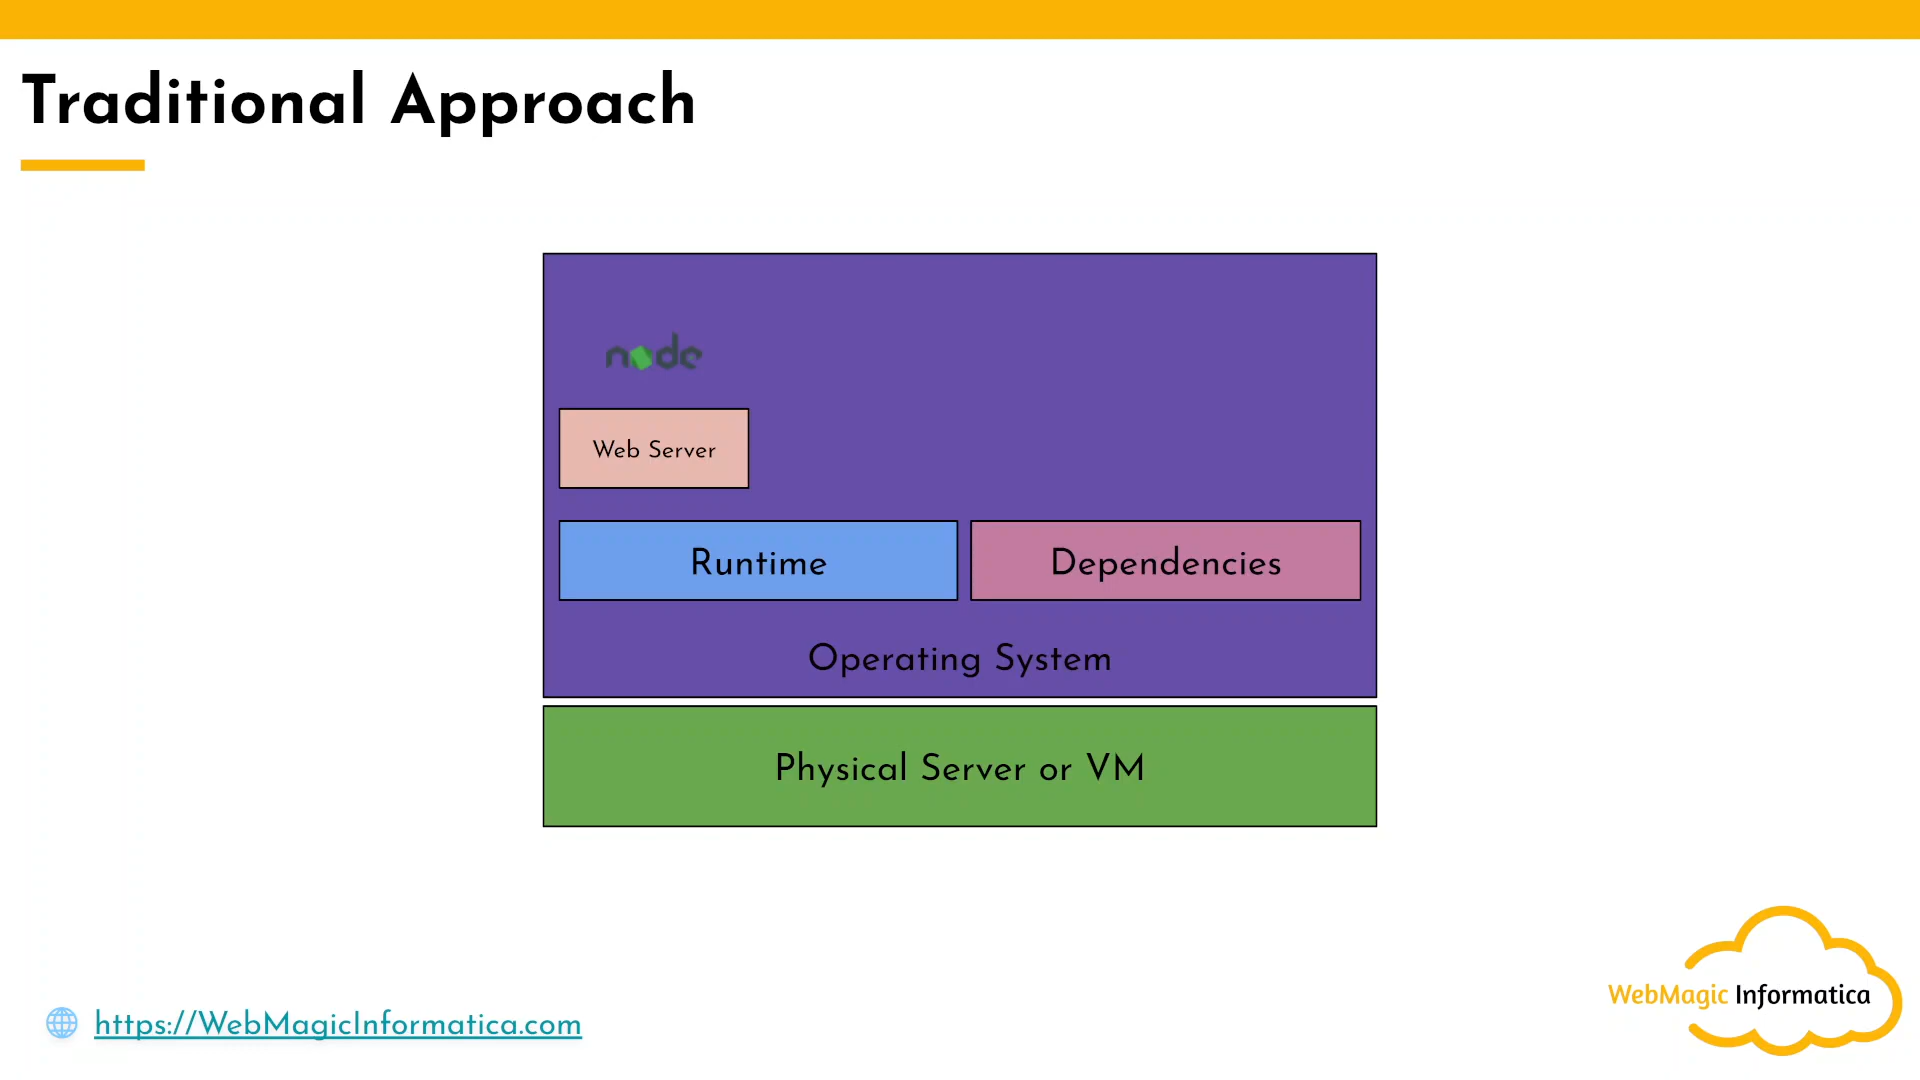 Traditional Approach
node
Web Server
Runtime
Dependencies
Operating System
Physical Server or VM
WebMagic Informatica
https://WebMagicInformatica.com